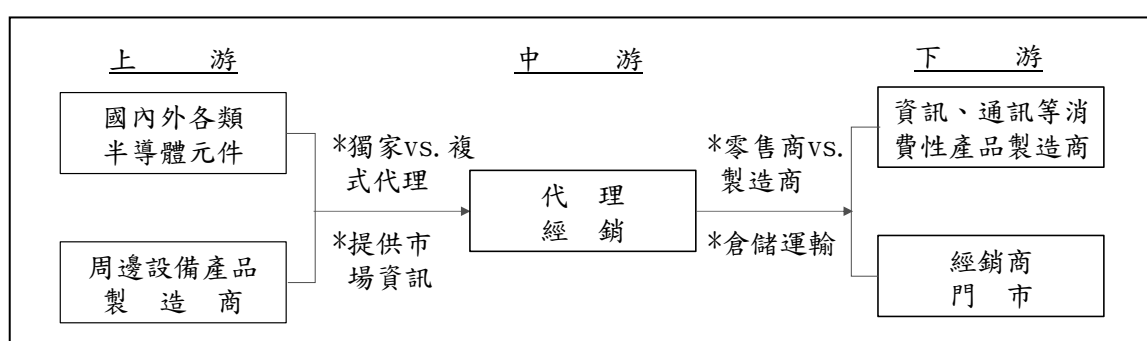 上　　游
中　　游
下　　游
國內外各類
半導體元件
周邊設備產品
製　造　商
*獨家vs.複
式代理
*提供市
場資訊
代　理
經　銷
*零售商vs.
製造商
*倉儲運輸
資訊、通訊等消
費性產品製造商
經銷商
門　市